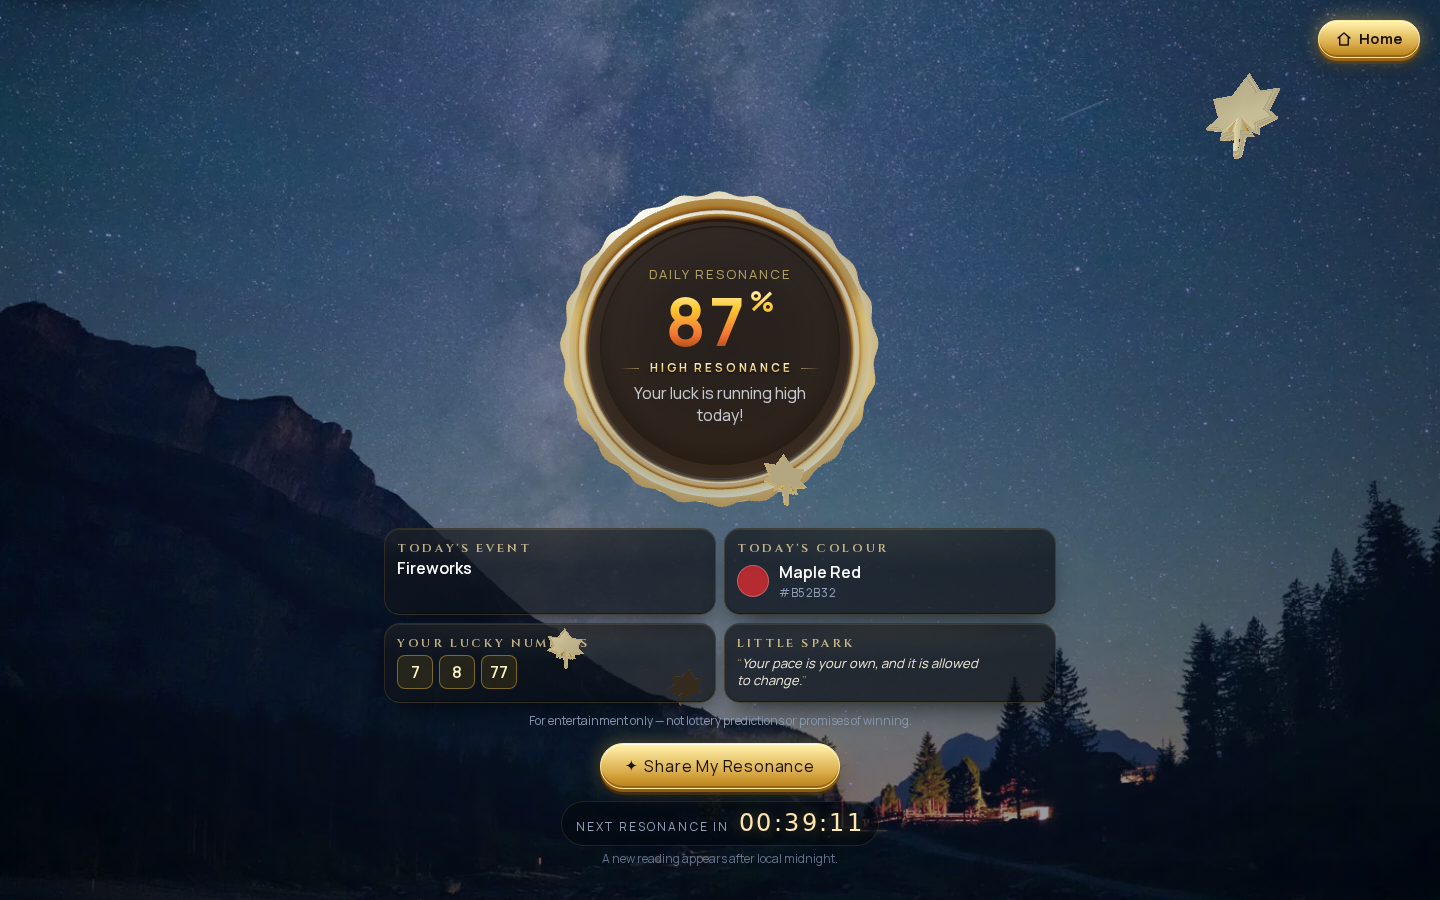 Home
DAILY RESONANCE
87%
HIGH RESONANCE
Your luck is running high
today!
TODAY'S EVENT
Fireworks
TODAY'S COLOUR
Maple Red
#B52B32
YOUR LUCKY
7 8 77
LITTLE SPARK
"Your pace is your own, and it is allowed
to change."
For entertainment only — not lottery predictions or promises of winning.
✦ Share My Resonance
NEXT RESONANCE IN 00:39:11
A new reading appears after local midnight.